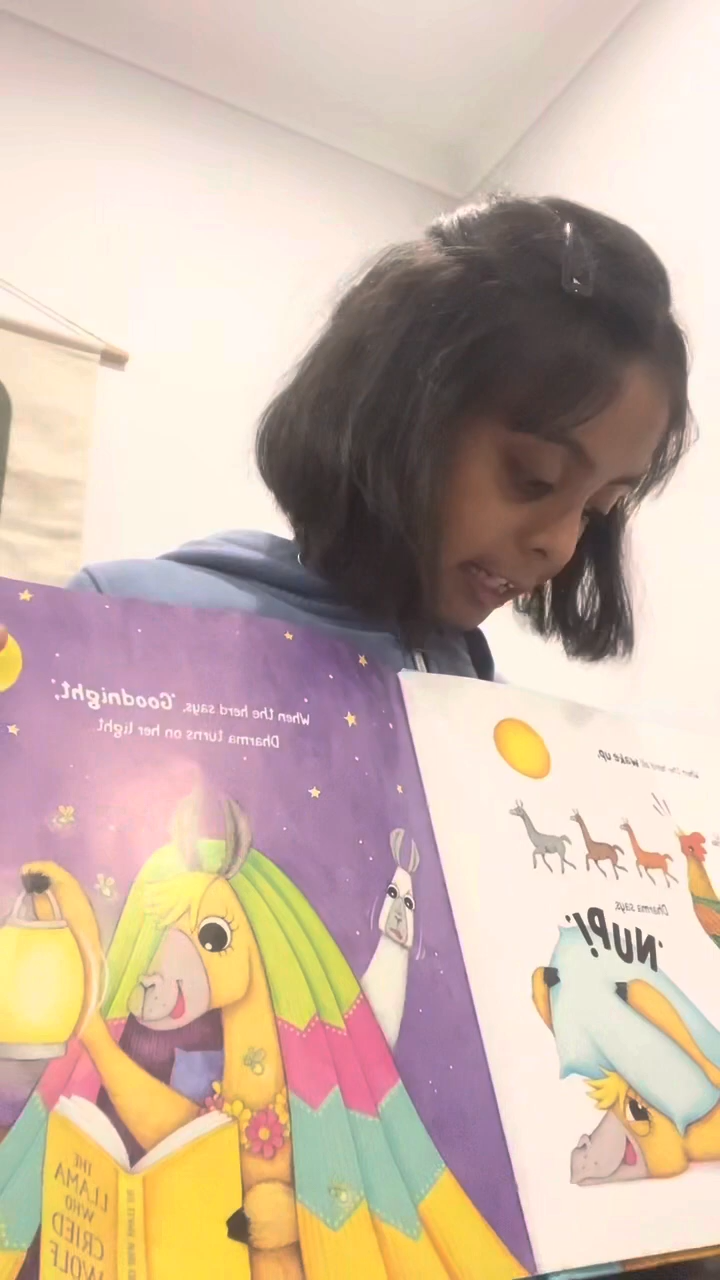 When the herd says, 'Goodnight,'
Dharma turns on her light.
When the herd all wake up,
Dharma says,
'NUP!'
THE
LLAMA
WHO
CRIED
WOLF